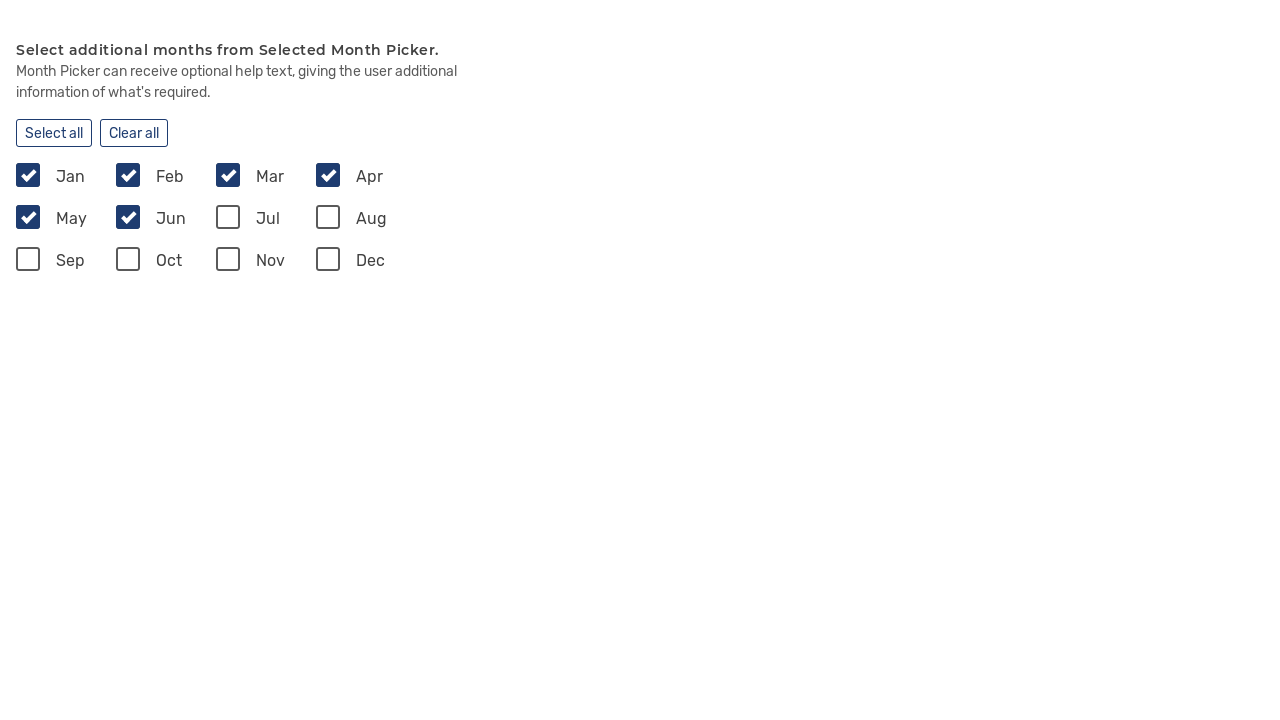 Select additional months from Selected Month Picker.
Month Picker can receive optional help text, giving the user additional
information of what's required.
Select all Clear all
Jan Feb Mar Apr
May Jun Jul Aug
Sep Oct Nov Dec